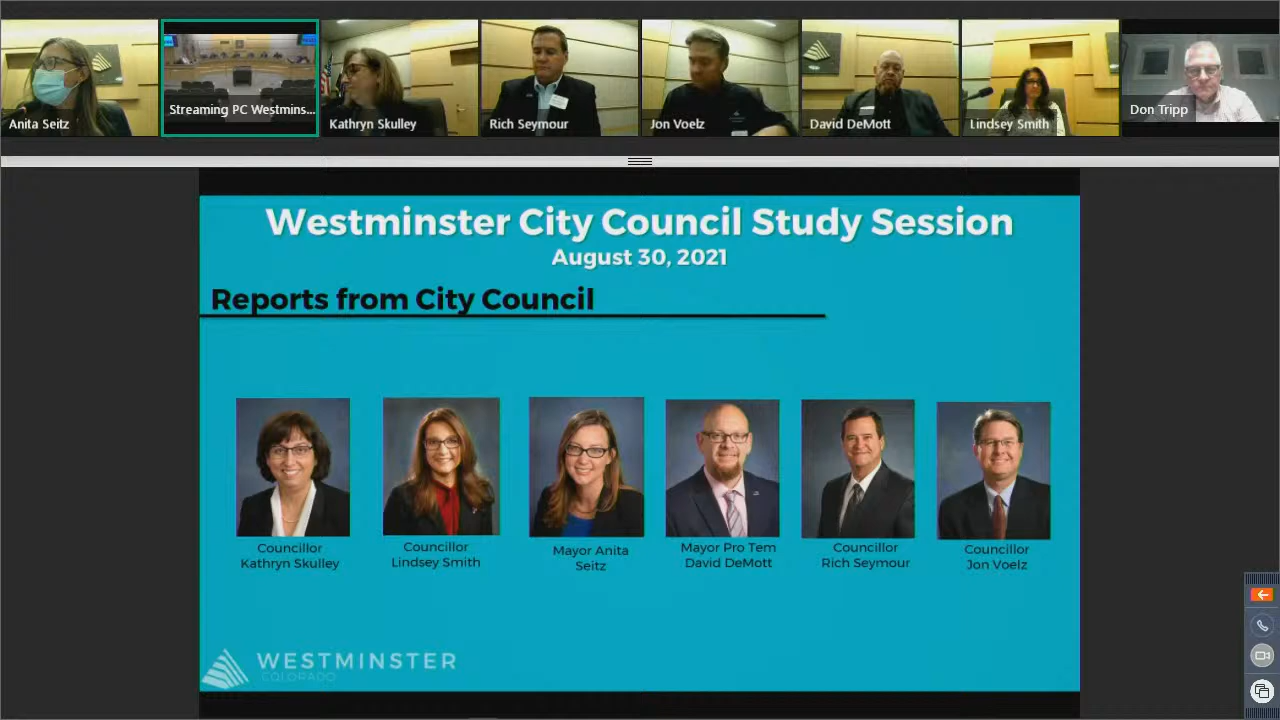 Anita Seitz
Streaming PC Westmins...
Kathryn Skulley
Rich Seymour
Jon Voelz
David DeMott
Lindsey Smith
Don Tripp
Westminster City Council Study Session
August 30, 2021
Reports from City Council
Councillor
Kathryn Skulley
Councillor
Lindsey Smith
Mayor Anita
Seitz
Mayor Pro Tem
David DeMott
Councillor
Rich Seymour
Councillor
Jon Voelz
WESTMINSTER
COLORADO